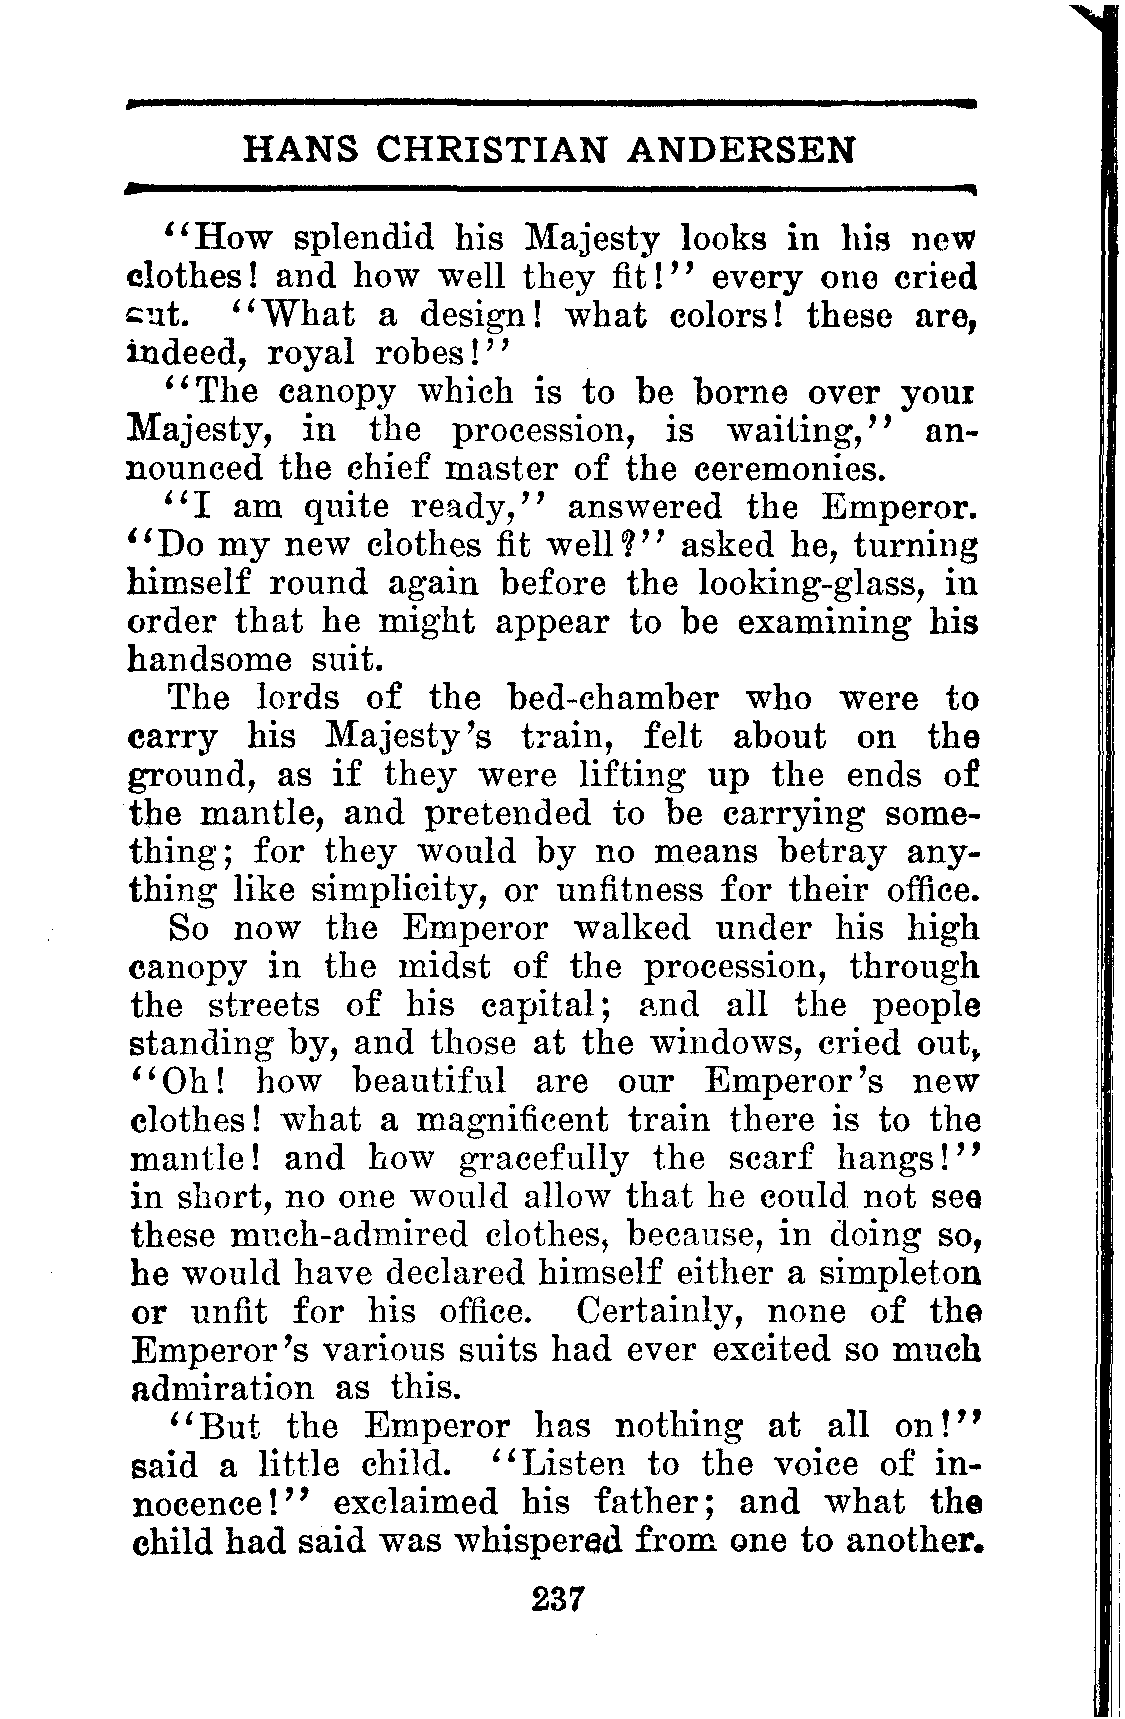 HANS CHRISTIAN ANDERSEN
"How splendid his Majesty looks in his new
clothes! and how well they fit!" every one cried
out. "What a design! what colors! these are,
indeed, royal robes!"
"The canopy which is to be borne over your
Majesty, in the procession, is waiting," an-
nounced the chief master of the ceremonies.
"I am quite ready," answered the Emperor.
"Do my new clothes fit well?" asked he, turning
himself round again before the looking-glass, in
order that he might appear to be examining his
handsome suit.
The lords of the bed-chamber who were to
carry his Majesty's train, felt about on the
ground, as if they were lifting up the ends of
the mantle, and pretended to be carrying some-
thing; for they would by no means betray any-
thing like simplicity, or unfitness for their office.
So now the Emperor walked under his high
canopy in the midst of the procession, through
the streets of his capital; and all the people
standing by, and those at the windows, cried out,
"Oh! how beautiful are our Emperor's new
clothes! what a magnificent train there is to the
mantle! and how gracefully the scarf hangs!"
in short, no one would allow that he could not see
these much-admired clothes, because, in doing so,
he would have declared himself either a simpleton
or unfit for his office. Certainly, none of the
Emperor's various suits had ever excited so much
admiration as this.
"But the Emperor has nothing at all on!"
said a little child. "Listen to the voice of in-
nocence!" exclaimed his father; and what the
child had said was whispered from one to another.
237